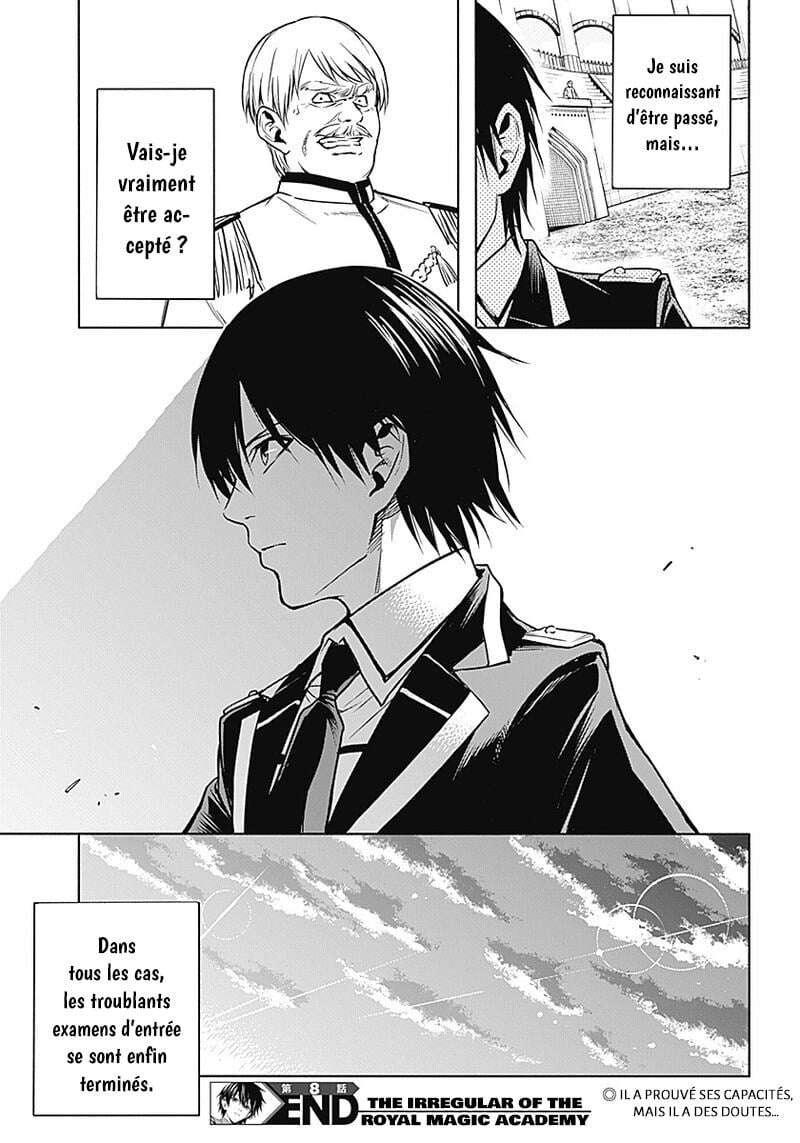 Je suis
reconnaissant
d'être passé,
mais...
Vais-je
vraiment
être ac-
cepté ?
Dans
tous les cas,
les troublants
examens d'entrée
se sont enfin
terminés.
第8話
END
THE IRREGULAR OF THE
ROYAL MAGIC ACADEMY
◎ IL A PROUVÉ SES CAPACITÉS,
MAIS IL A DES DOUTES...